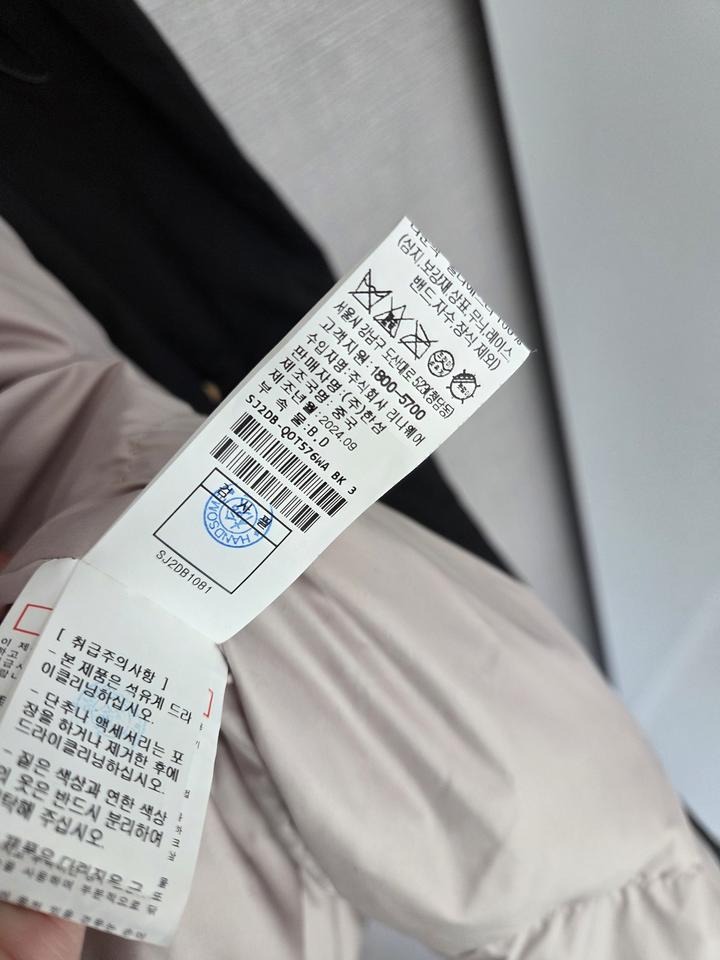 (심지,보강재,상표,무늬,레이스
밴드,자수,장식 제외)
서울시 강남구 도산대로 523(청담동)
고객지원:1800-5700
수입자명:주식회사 리나웨어
판매자명:(주)한섬
제조국명:중국
제조년월:2024.09
부 속 물:B,D
SJ2DB-QOT576WA BK 3
검 사 필
HANDSOME
SJ2DB1081
[ 취급주의사항 ]
- 본 제품은 석유계 드라
이클리닝하십시오.
- 단추나 액세서리는 포
장을 하거나 제거한 후에
드라이클리닝하십시오.
- 짙은 색상과 연한 색상
의 옷은 반드시 분리하여
탁해 주십시오.